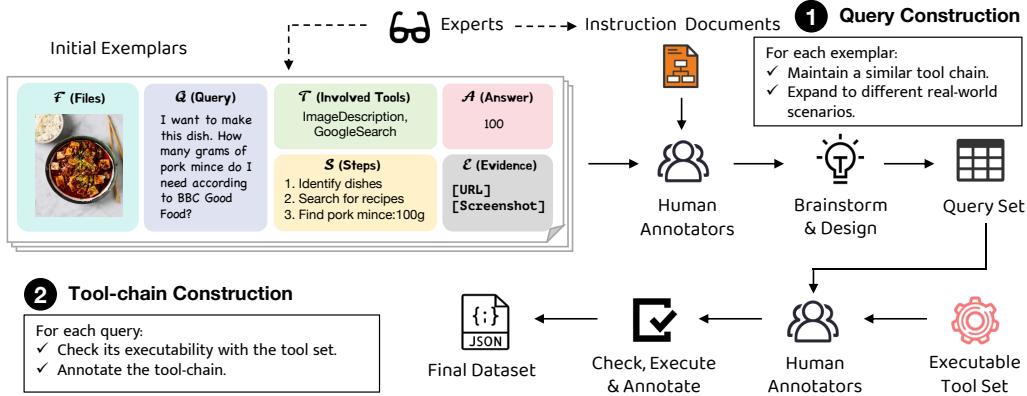 Experts
Instruction Documents
1 Query Construction
Initial Exemplars
For each exemplar:
✓ Maintain a similar tool chain.
✓ Expand to different real-world
scenarios.
F (Files)
Q (Query)
I want to make
this dish. How
many grams of
pork mince do I
need according
to BBC Good
Food?
T (Involved Tools)
ImageDescription,
GoogleSearch
A (Answer)
100
S (Steps)
1. Identify dishes
2. Search for recipes
3. Find pork mince:100g
E (Evidence)
[URL]
[Screenshot]
Human
Annotators
Brainstorm
& Design
Query Set
2 Tool-chain Construction
For each query:
✓ Check its executability with the tool set.
✓ Annotate the tool-chain.
{;}
JSON
Final Dataset
Check, Execute
& Annotate
Human
Annotators
Executable
Tool Set